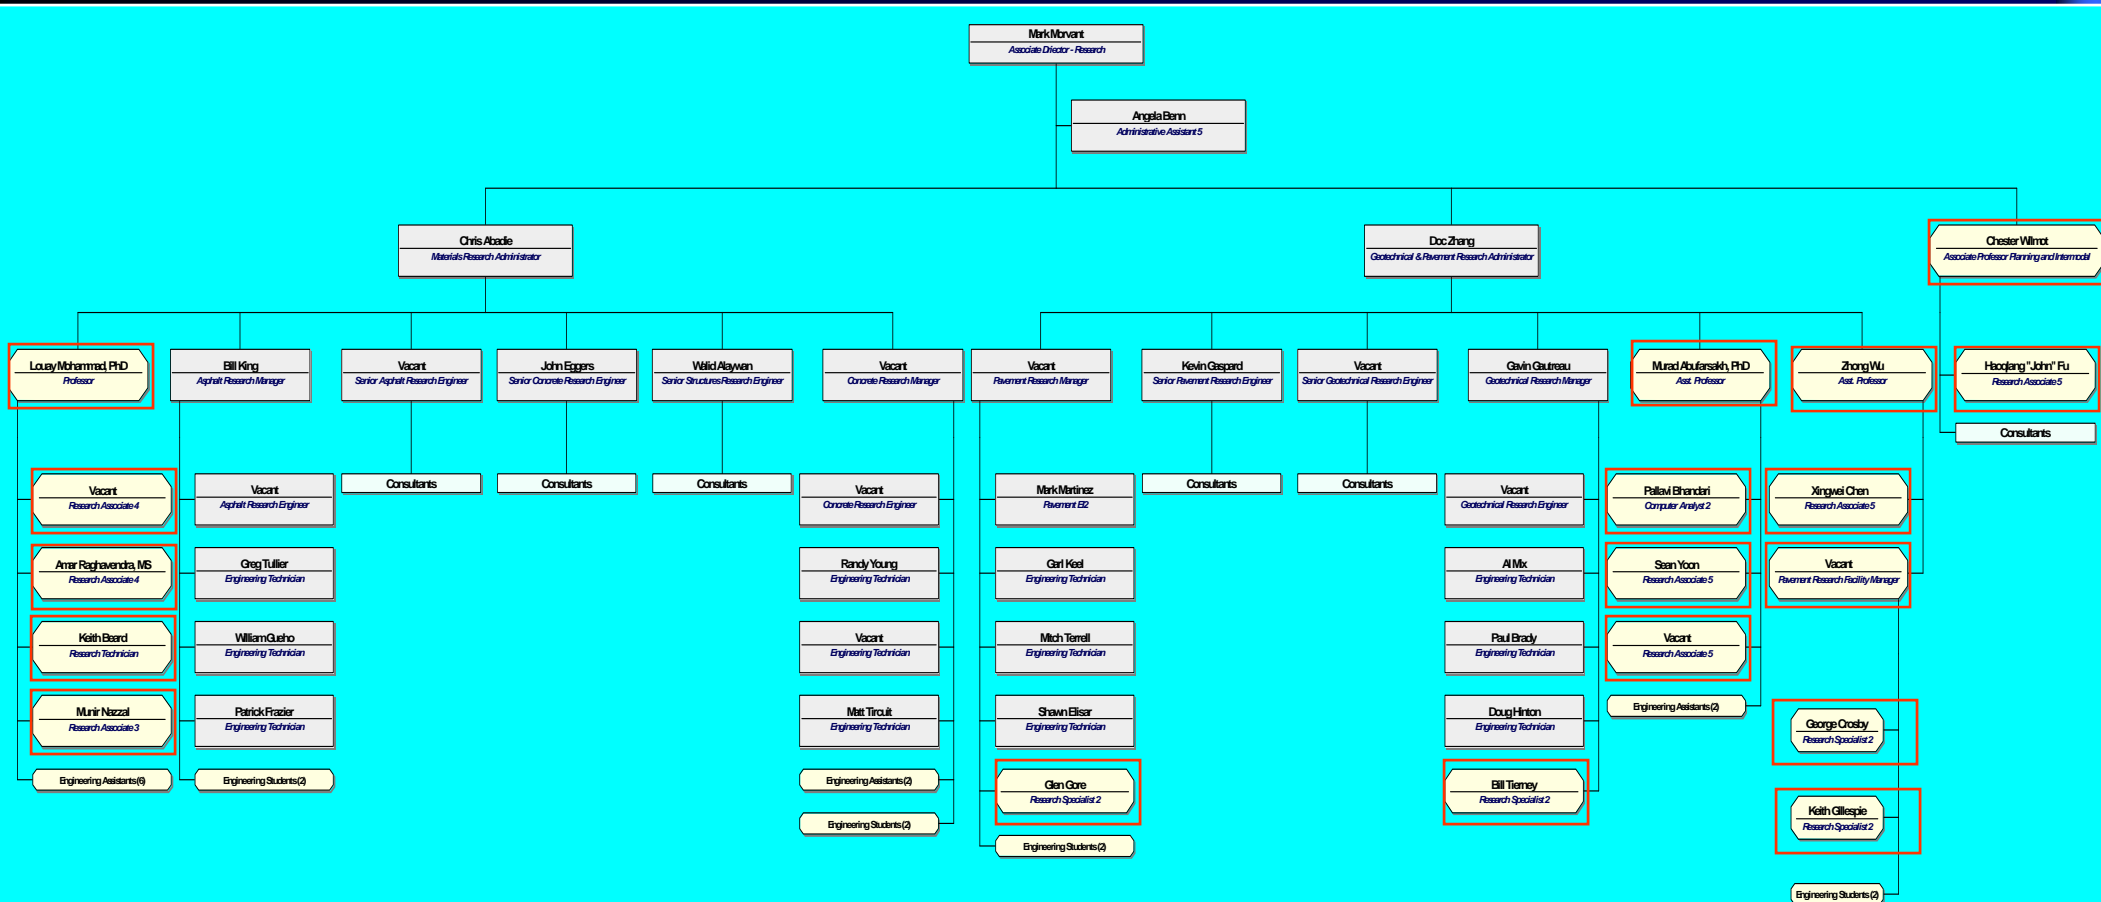 Mark Morvant
Associate Driector - Research
Angela Benn
Administrative Assistant 5
Chris Abadie
Materials Research Administrator
Doc Zhang
Geotechnical & Pavement Research Administrator
Chester Wilmot
Associate Professor Planning and Intermodal
Louay Mohammad, PhD
Professor
Bill King
Asphalt Research Manager
Vacant
Senior Asphalt Research Engineer
John Eggers
Senior Concrete Research Engineer
Walid Alaywan
Senior Structures Research Engineer
Vacant
Concrete Research Manager
Vacant
Pavement Research Manager
Kevin Gaspard
Senior Pavement Research Engineer
Vacant
Senior Geotechnical Research Engineer
Gavin Gautreau
Geotechnical Research Manager
Murad Abufarsakh, PhD
Asst. Professor
Zhong Wu
Asst. Professor
Haoqiang "John" Fu
Research Associate 5
Consultants
Vacant
Research Associate 4
Amar Raghavendra, MS
Research Associate 4
Keith Beard
Research Technician
Munir Nazzal
Research Associate 3
Engineering Assistants (6)
Vacant
Asphalt Research Engineer
Greg Tullier
Engineering Technician
William Gueho
Engineering Technician
Patrick Frazier
Engineering Technician
Engineering Students (2)
Consultants
Consultants
Consultants
Vacant
Concrete Research Engineer
Randy Young
Engineering Technician
Vacant
Engineering Technician
Matt Tircuit
Engineering Technician
Engineering Assistants (2)
Engineering Students (2)
Mark Martinez
Pavement EI2
Garl Keel
Engineering Technician
Mitch Terrell
Engineering Technician
Shawn Elisar
Engineering Technician
Glen Gore
Research Specialist 2
Engineering Students (2)
Consultants
Consultants
Vacant
Geotechnical Research Engineer
Al Mix
Engineering Technician
Paul Brady
Engineering Technician
Doug Hinton
Engineering Technician
Bill Tierney
Research Specialist 2
Pallavi Bhandari
Computer Analyst 2
Sean Yoon
Research Associate 5
Vacant
Research Associate 5
Engineering Assistants (2)
Xingwei Chen
Research Associate 5
Vacant
Pavement Research Facility Manager
George Crosby
Research Specialist 2
Keith Gillespie
Research Specialist 2
Engineering Students (2)